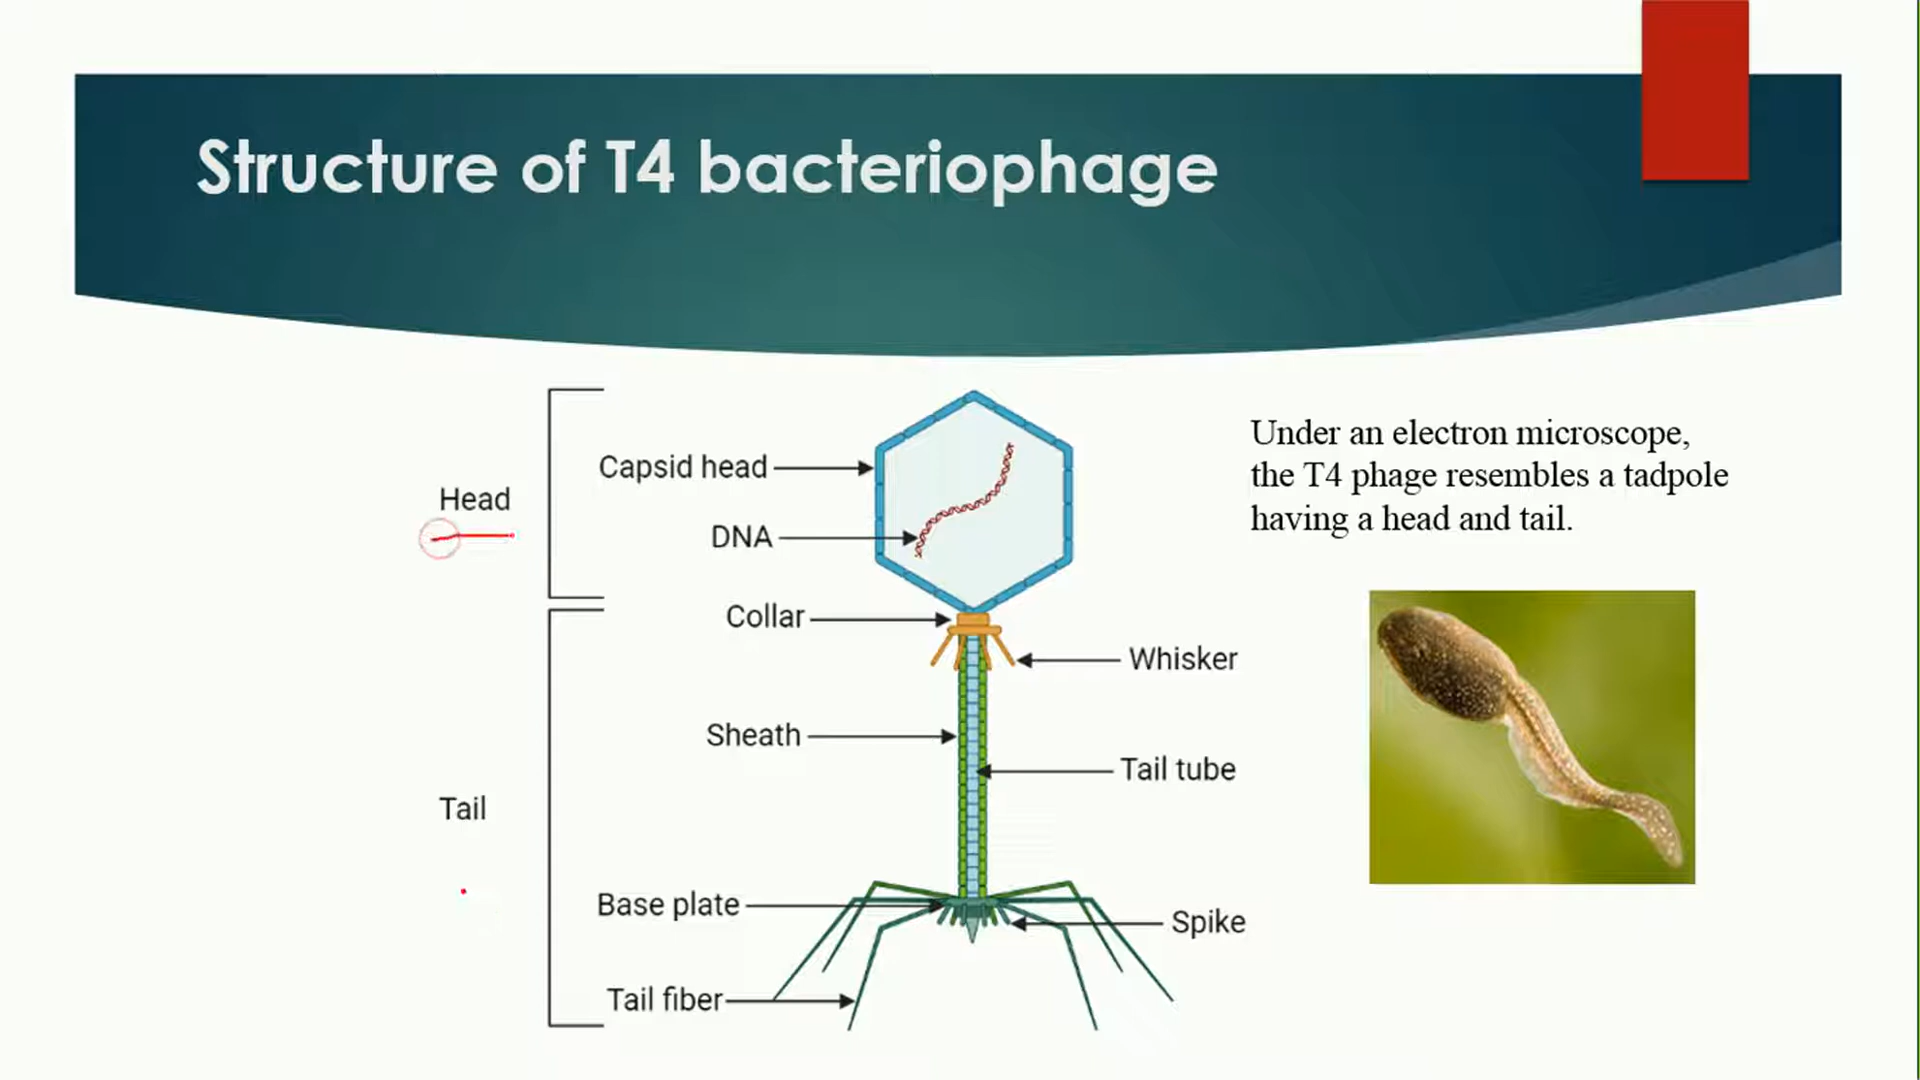 Structure of T4 bacteriophage
Under an electron microscope,
the T4 phage resembles a tadpole
having a head and tail.
Head
Capsid head
DNA
Collar
Whisker
Sheath
Tail tube
Tail
Base plate
Spike
Tail fiber